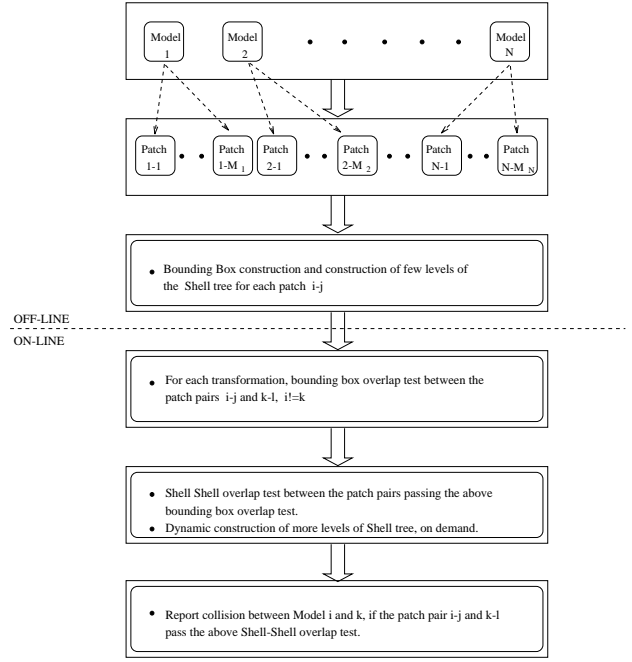 Model Model Model
1 2 N
Patch Patch Patch Patch Patch Patch
1-1 1-M 1 2-1 2-M 2 N-1 N-M N
• Bounding Box construction and construction of few levels of
the Shell tree for each patch i-j
OFF-LINE
ON-LINE
• For each transformation, bounding box overlap test between the
patch pairs i-j and k-l, i!=k
• Shell Shell overlap test between the patch pairs passing the above
bounding box overlap test.
• Dynamic construction of more levels of Shell tree, on demand.
• Report collision between Model i and k, if the patch pair i-j and k-l
pass the above Shell-Shell overlap test.